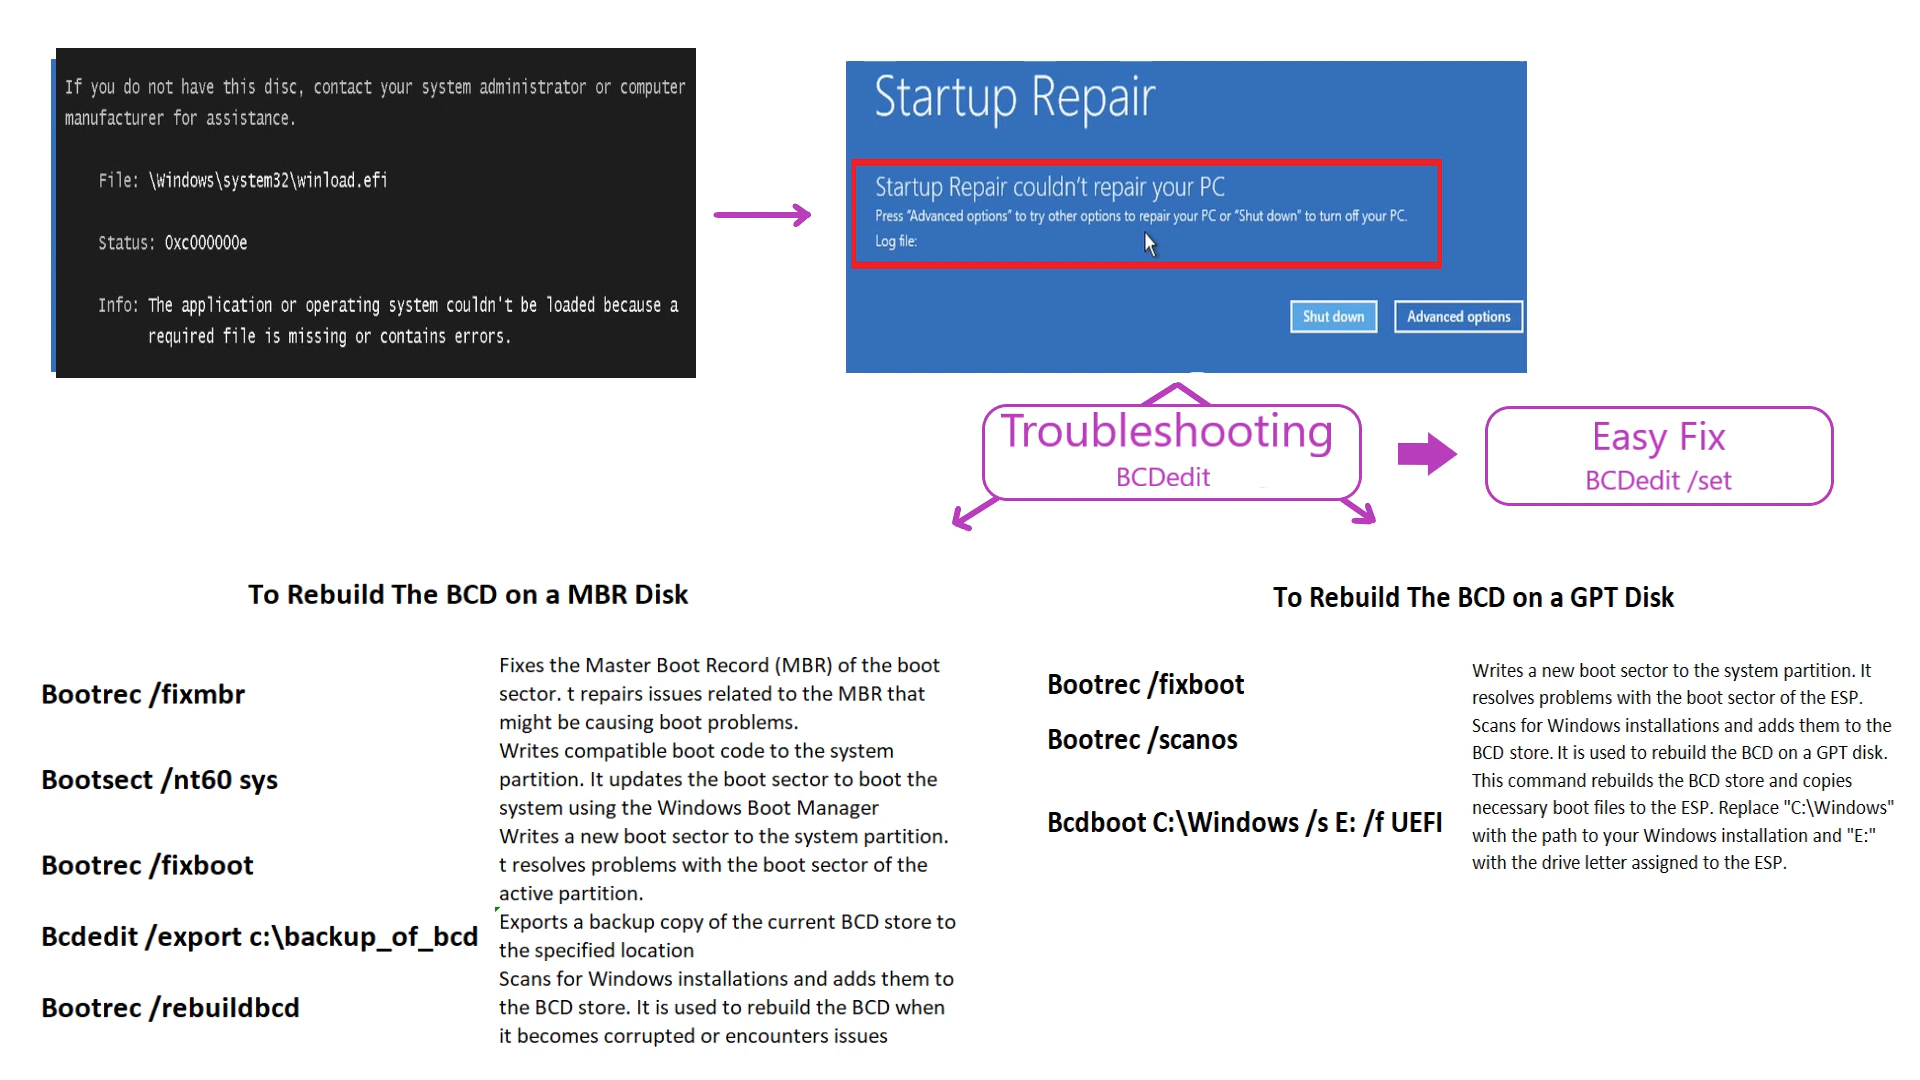 If you do not have this disc, contact your system administrator or computer
manufacturer for assistance.
File: \Windows\system32\winload.efi
Status: 0xc000000e
Info: The application or operating system couldn't be loaded because a
required file is missing or contains errors.
Startup Repair
Startup Repair couldn't repair your PC
Press "Advanced options" to try other options to repair your PC or "Shut down" to turn off your PC.
Log file:
Shut down
Advanced options
Troubleshooting
BCDedit
Easy Fix
BCDedit /set
To Rebuild The BCD on a MBR Disk
Bootrec /fixmbr
Fixes the Master Boot Record (MBR) of the boot
sector. t repairs issues related to the MBR that
might be causing boot problems.
Bootsect /nt60 sys
Writes compatible boot code to the system
partition. It updates the boot sector to boot the
system using the Windows Boot Manager
Bootrec /fixboot
Writes a new boot sector to the system partition.
t resolves problems with the boot sector of the
active partition.
Bcdedit /export c:\backup_of_bcd
Exports a backup copy of the current BCD store to
the specified location
Bootrec /rebuildbcd
Scans for Windows installations and adds them to
the BCD store. It is used to rebuild the BCD when
it becomes corrupted or encounters issues
To Rebuild The BCD on a GPT Disk
Bootrec /fixboot
Writes a new boot sector to the system partition. It
resolves problems with the boot sector of the ESP.
Bootrec /scanos
Scans for Windows installations and adds them to the
BCD store. It is used to rebuild the BCD on a GPT disk.
Bcdboot C:\Windows /s E: /f UEFI
This command rebuilds the BCD store and copies
necessary boot files to the ESP. Replace "C:\Windows"
with the path to your Windows installation and "E:"
with the drive letter assigned to the ESP.